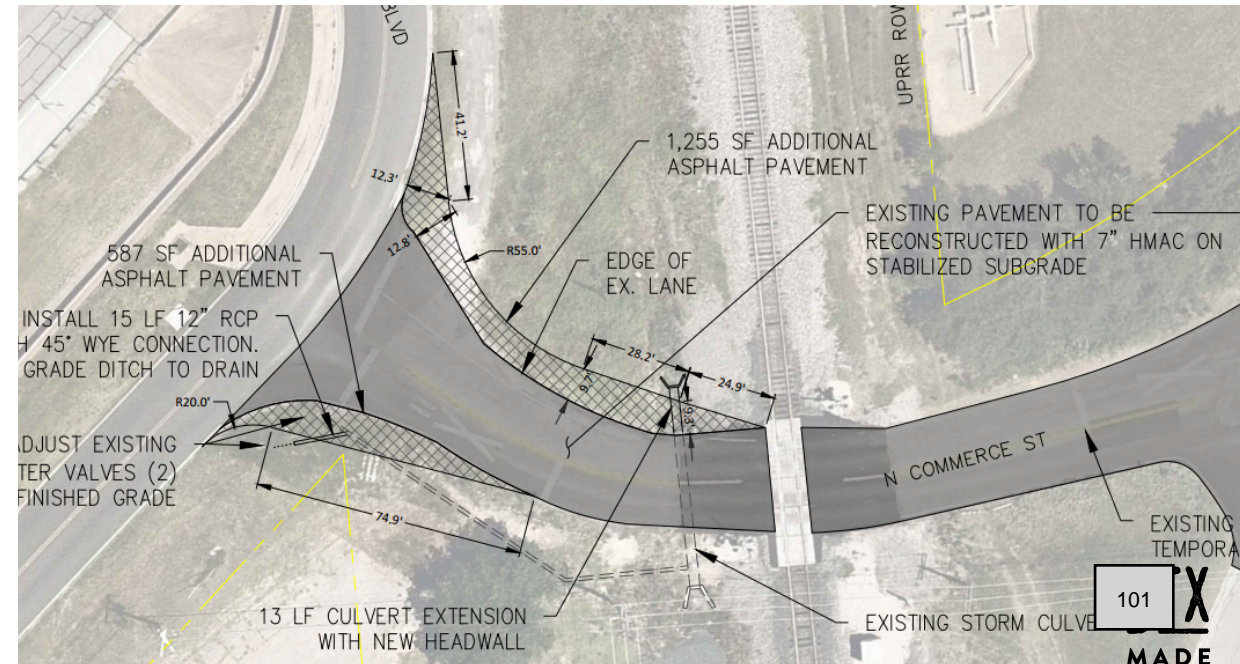 BLVD
UPRR ROW
41.2'
1,255 SF ADDITIONAL
ASPHALT PAVEMENT
12.3'
EXISTING PAVEMENT TO BE
RECONSTRUCTED WITH 7" HMAC ON
STABILIZED SUBGRADE
12.8'
R55.0'
587 SF ADDITIONAL
ASPHALT PAVEMENT
EDGE OF
EX. LANE
INSTALL 15 LF 12" RCP
H 45° WYE CONNECTION.
GRADE DITCH TO DRAIN
28.2'
24.9'
9.7'
9.3'
R20.0'
ADJUST EXISTING
TER VALVES (2)
FINISHED GRADE
N COMMERCE ST
74.9'
EXISTING
TEMPORA
13 LF CULVERT EXTENSION
WITH NEW HEADWALL
EXISTING STORM CULVE
101
MADE